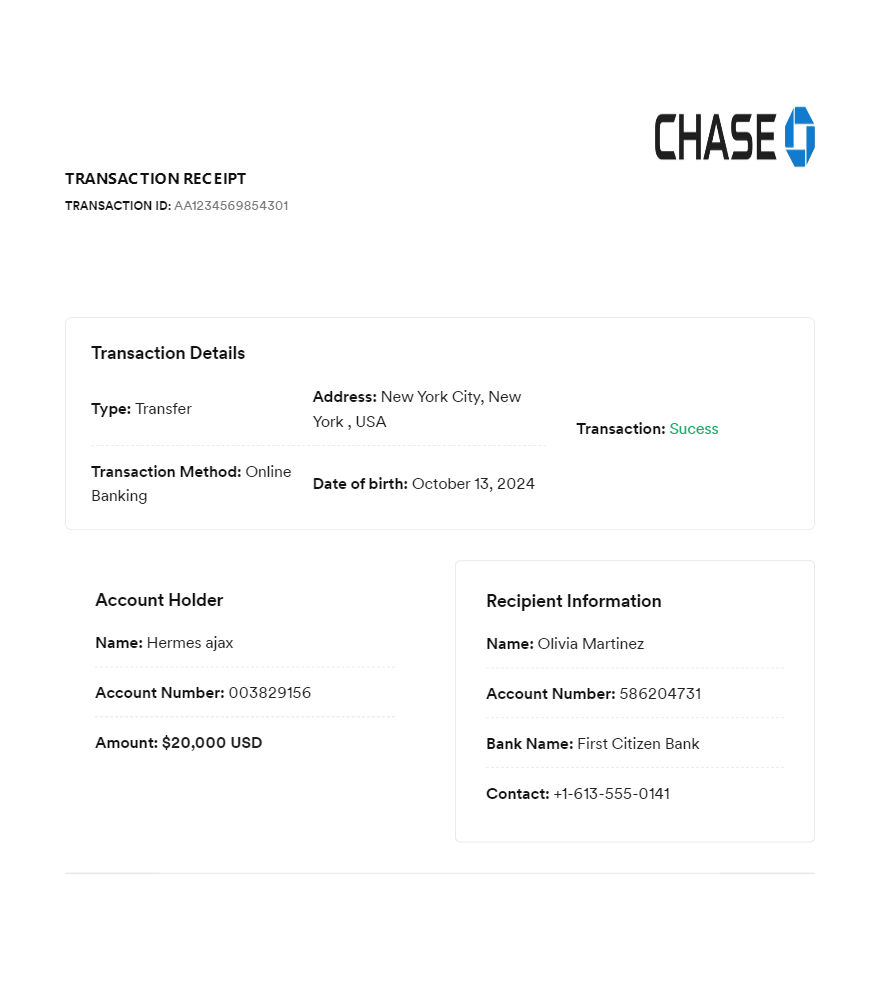 CHASE
TRANSACTION RECEIPT
TRANSACTION ID: AA1234569854301
Transaction Details
Type: Transfer
Address: New York City, New
York , USA
Transaction: Sucess
Transaction Method: Online
Banking
Date of birth: October 13, 2024
Account Holder
Name: Hermes ajax
Account Number: 003829156
Amount: $20,000 USD
Recipient Information
Name: Olivia Martinez
Account Number: 586204731
Bank Name: First Citizen Bank
Contact: +1-613-555-0141